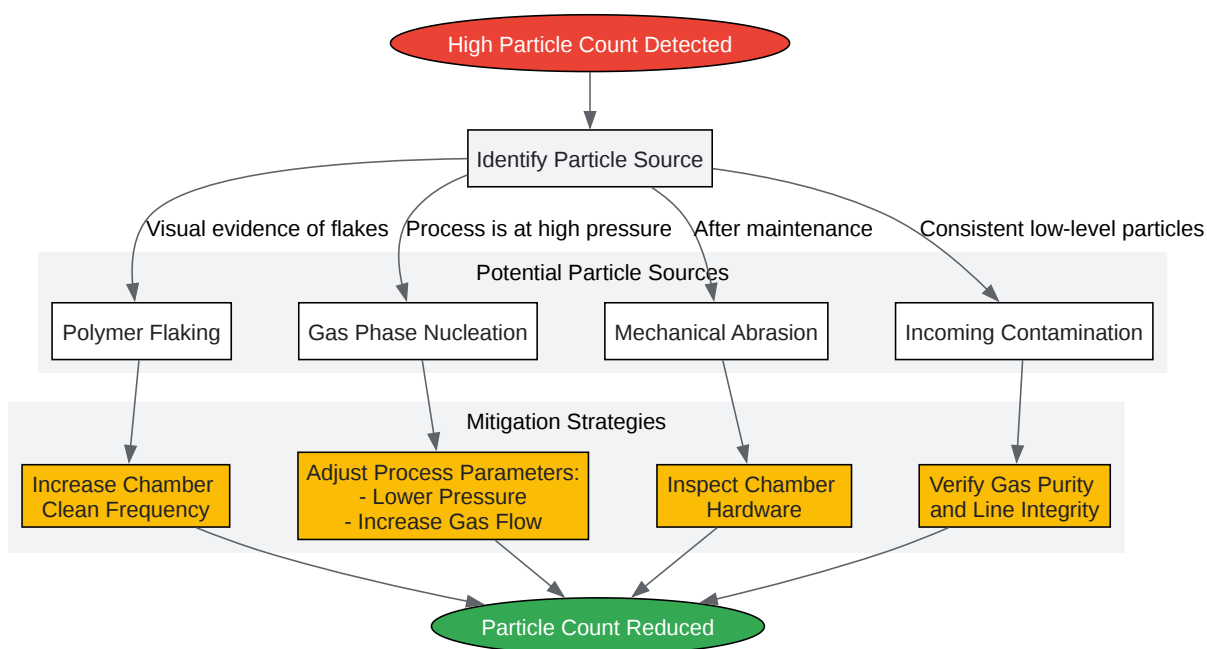 High Particle Count Detected
Identify Particle Source
Visual evidence of flakes
Process is at high pressure
After maintenance
Consistent low-level particles
Potential Particle Sources
Polymer Flaking
Gas Phase Nucleation
Mechanical Abrasion
Incoming Contamination
Mitigation Strategies
Increase Chamber
Clean Frequency
Adjust Process Parameters:
- Lower Pressure
- Increase Gas Flow
Inspect Chamber
Hardware
Verify Gas Purity
and Line Integrity
Particle Count Reduced